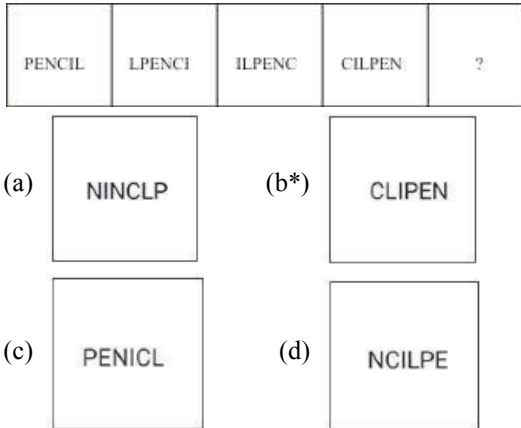 PENCIL LPENCI ILPENC CILPEN ?
(a) NINCLP (b*) CLIPEN
(c) PENICL (d) NCILPE